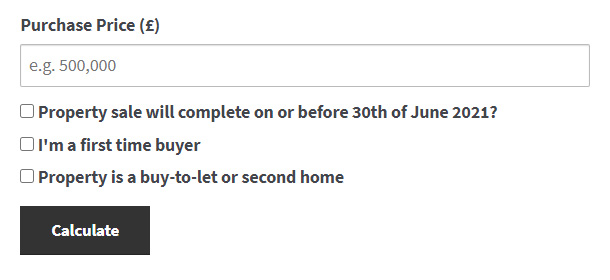 Purchase Price (£)
e.g. 500,000
Property sale will complete on or before 30th of June 2021?
I'm a first time buyer
Property is a buy-to-let or second home
Calculate